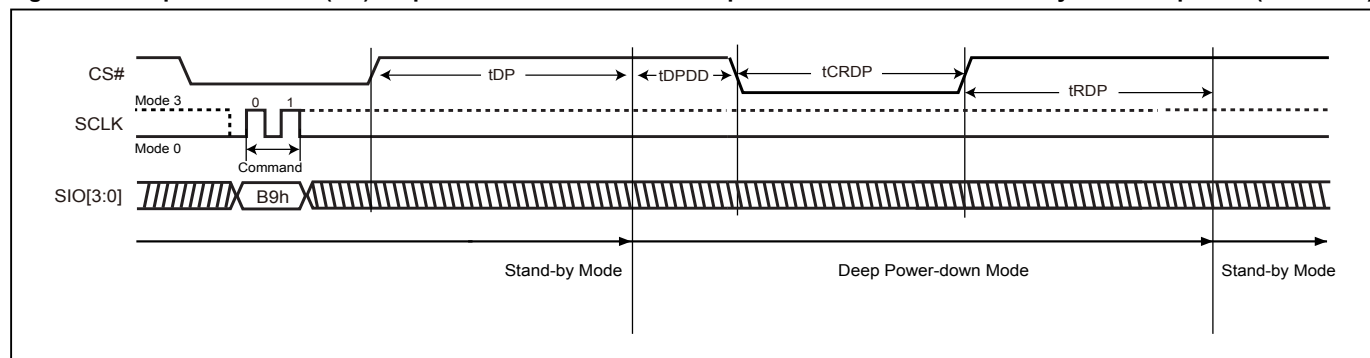 CS#
tDP
tDPDD
tCRDP
tRDP
Mode 3
0 1
SCLK
Mode 0
Command
SIO[3:0]
B9h
Stand-by Mode
Deep Power-down Mode
Stand-by Mode